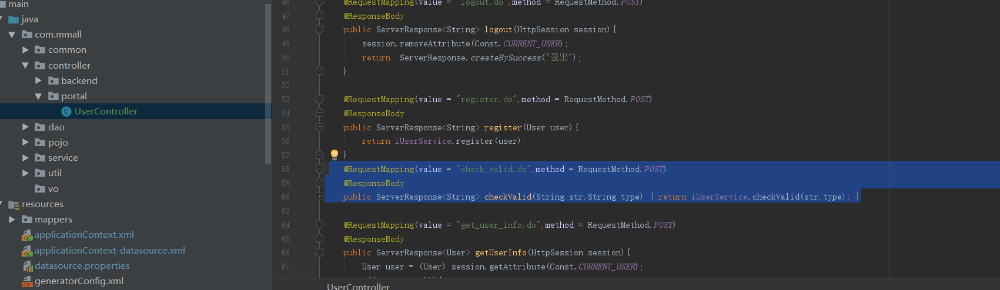 main
java
com.mmall
common
controller
backend
portal
UserController
dao
pojo
service
util
vo
resources
mappers
applicationContext.xml
applicationContext-datasource.xml
datasource.properties
generatorConfig.xml
46 @RequestMapping(value = "logout.do",method = RequestMethod.POST)
47 @ResponseBody
48 public ServerResponse<String> logout(HttpSession session){
49 session.removeAttribute(Const.CURRENT_USER);
50 return ServerResponse.createBySuccess("登出");
51 }
52
53 @RequestMapping(value = "register.do",method = RequestMethod.POST)
54 @ResponseBody
55 public ServerResponse<String> register(User user){
56 return iUserService.register(user);
57 }
58 @RequestMapping(value = "check_valid.do",method = RequestMethod.POST)
59 @ResponseBody
60 public ServerResponse<String> checkValid(String str,String type) { return iUserService.checkValid(str,type); }
63
64 @RequestMapping(value = "get_user_info.do",method = RequestMethod.POST)
65 @ResponseBody
66 public ServerResponse<User> getUserInfo(HttpSession session){
67 User user = (User) session.getAttribute(Const.CURRENT_USER);
UserController